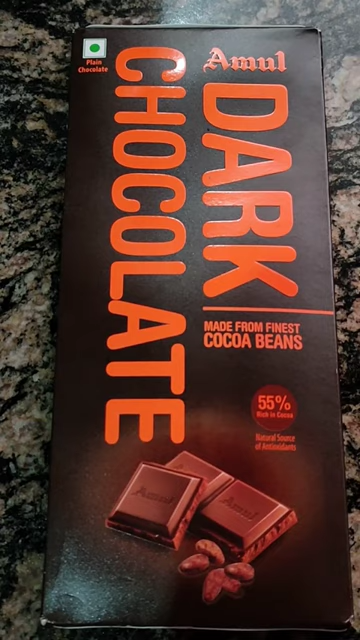 Plain
Chocolate
Amul
DARK
CHOCOLATE
MADE FROM FINEST
COCOA BEANS
55%
Rich in Cocoa
Natural Source
of Antioxidants
Amul
Amul